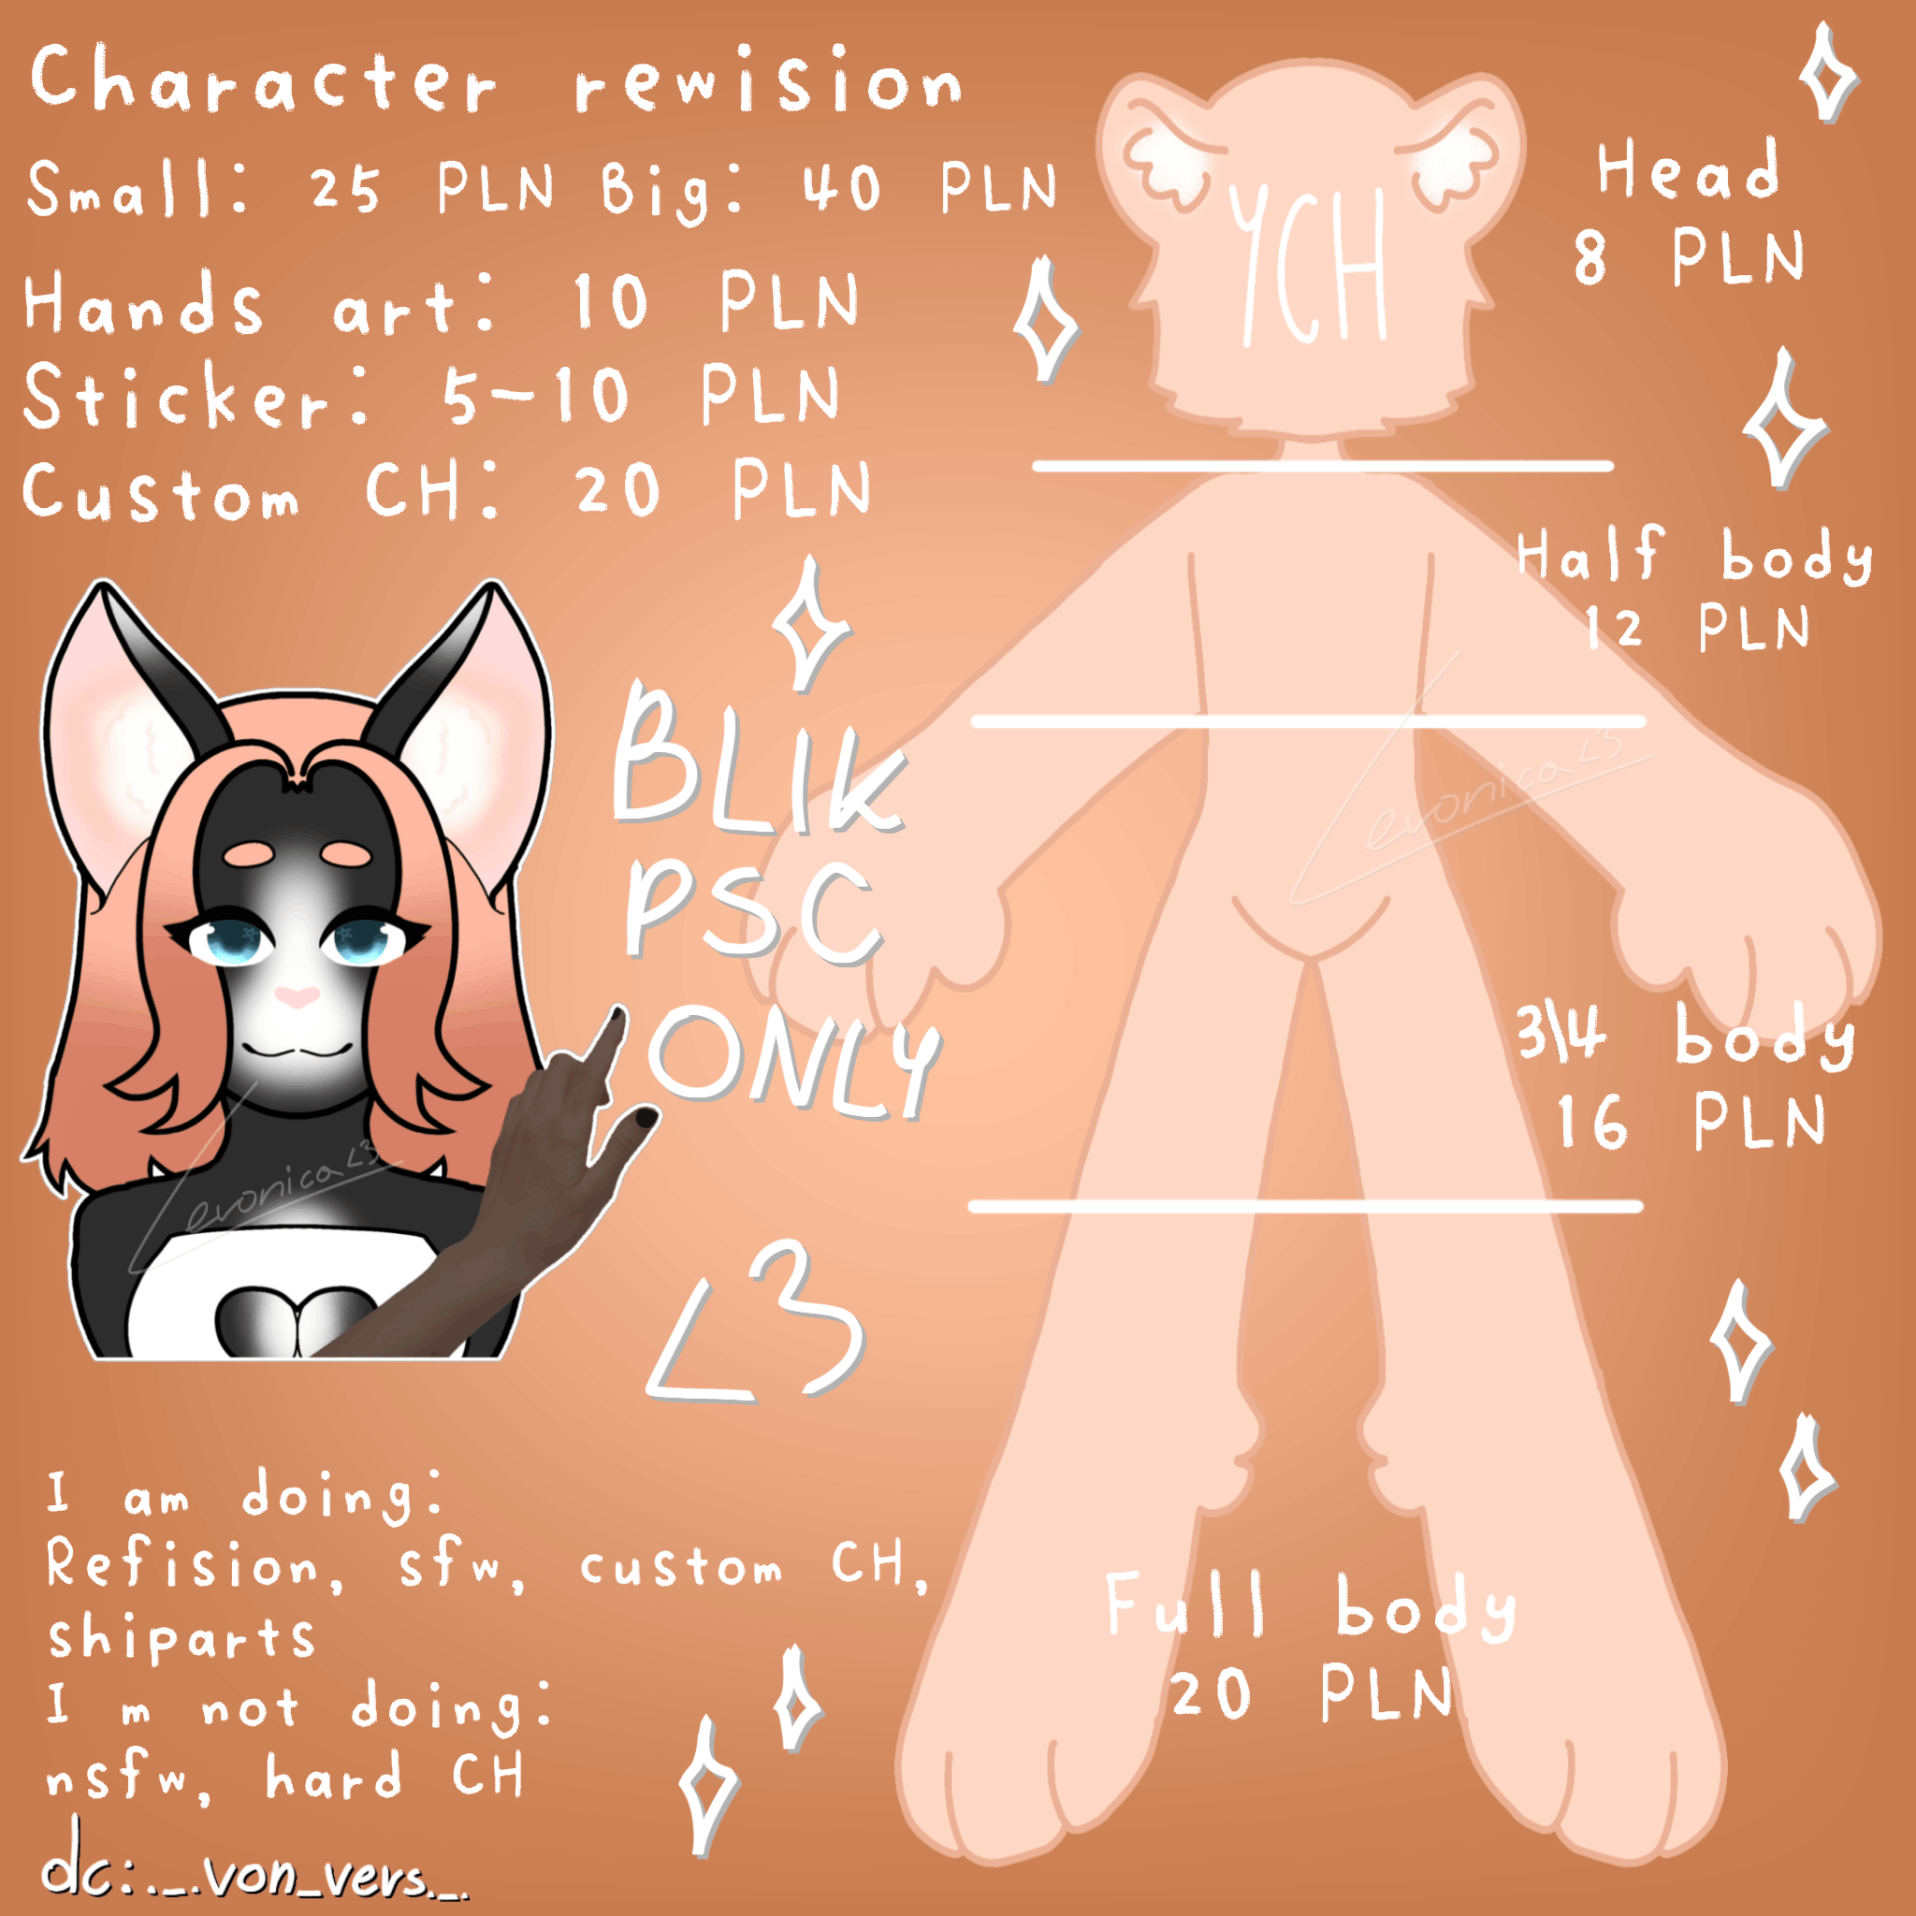 Character rewision
Small: 25 PLN Big: 40 PLN
Hands art: 10 PLN
Sticker: 5-10 PLN
Custom CH: 20 PLN
YCH
Head
8 PLN
Half body
12 PLN
3\4 body
16 PLN
Full body
20 PLN
BLIK
PSC
ONLY
<3
Levonica <3
Levonica <3
I am doing:
Refision, sfw, custom CH,
shiparts
I m not doing:
nsfw, hard CH
dc:._.von_vers._.